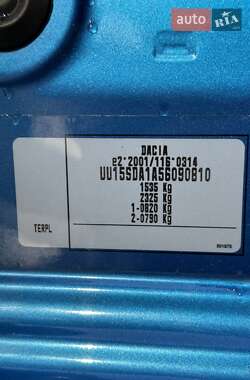 auto.RIA.com
DACIA
e2*2001/116*0314
UU15SDA1A56090810
1535 Kg
2325 Kg
1-0820 Kg
2-0790 Kg
TERPL